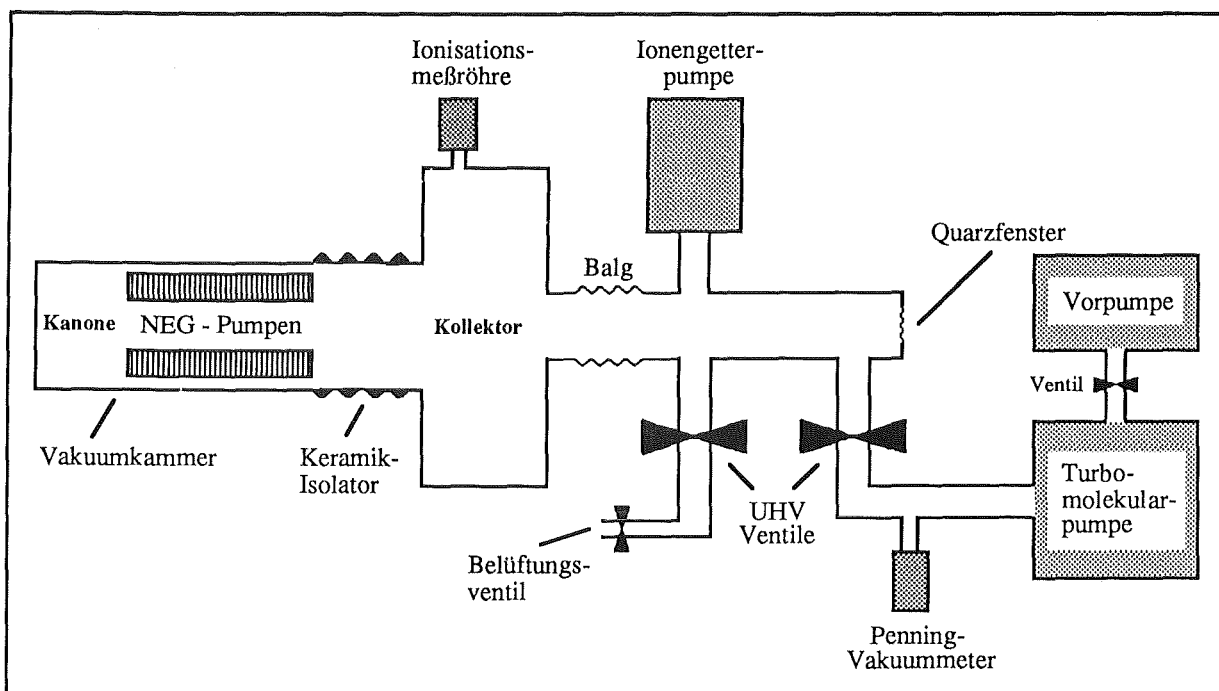 Ionisations-
meßröhre
Ionengetter-
pumpe
Quarzfenster
Balg
Vorpumpe
Kanone
NEG - Pumpen
Kollektor
Ventil
Vakuumkammer
Keramik-
Isolator
UHV
Ventile
Turbo-
molekular-
pumpe
Belüftungs-
ventil
Penning-
Vakuummeter